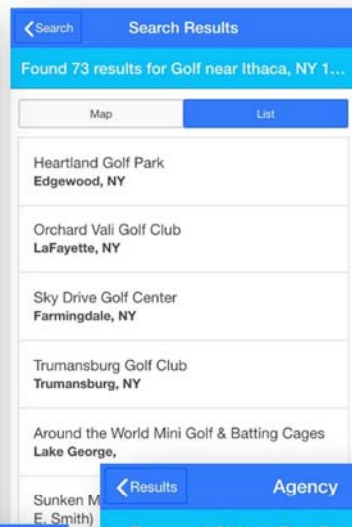 Search
Search Results
Found 73 results for Golf near Ithaca, NY 1...
Map
List
Heartland Golf Park
Edgewood, NY
Orchard Vali Golf Club
LaFayette, NY
Sky Drive Golf Center
Farmingdale, NY
Trumansburg Golf Club
Trumansburg, NY
Around the World Mini Golf & Batting Cages
Lake George,
Sunken M
E. Smith)
Results
Agency